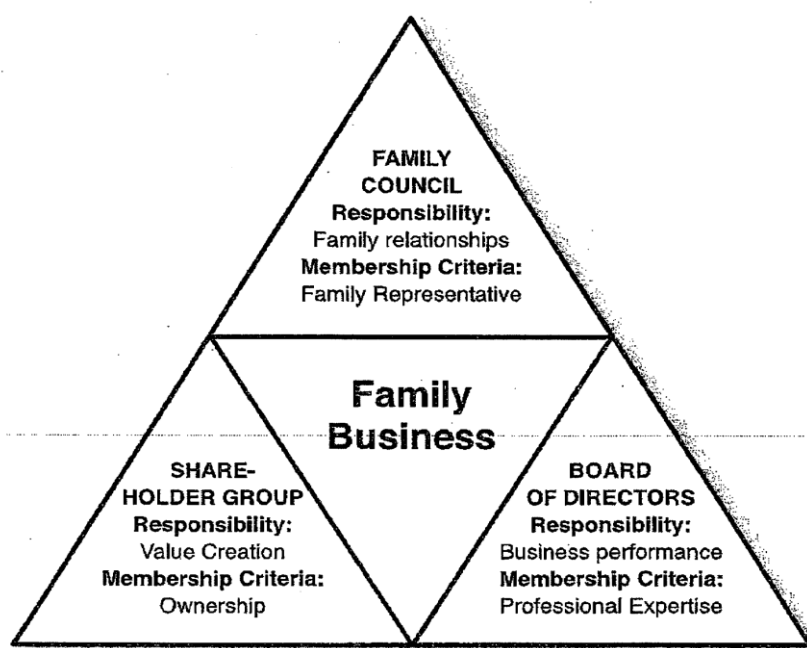 FAMILY
COUNCIL
Responsibility:
Family relationships
Membership Criteria:
Family Representative
Family
Business
SHARE-
HOLDER GROUP
Responsibility:
Value Creation
Membership Criteria:
Ownership
BOARD
OF DIRECTORS
Responsibility:
Business performance
Membership Criteria:
Professional Expertise